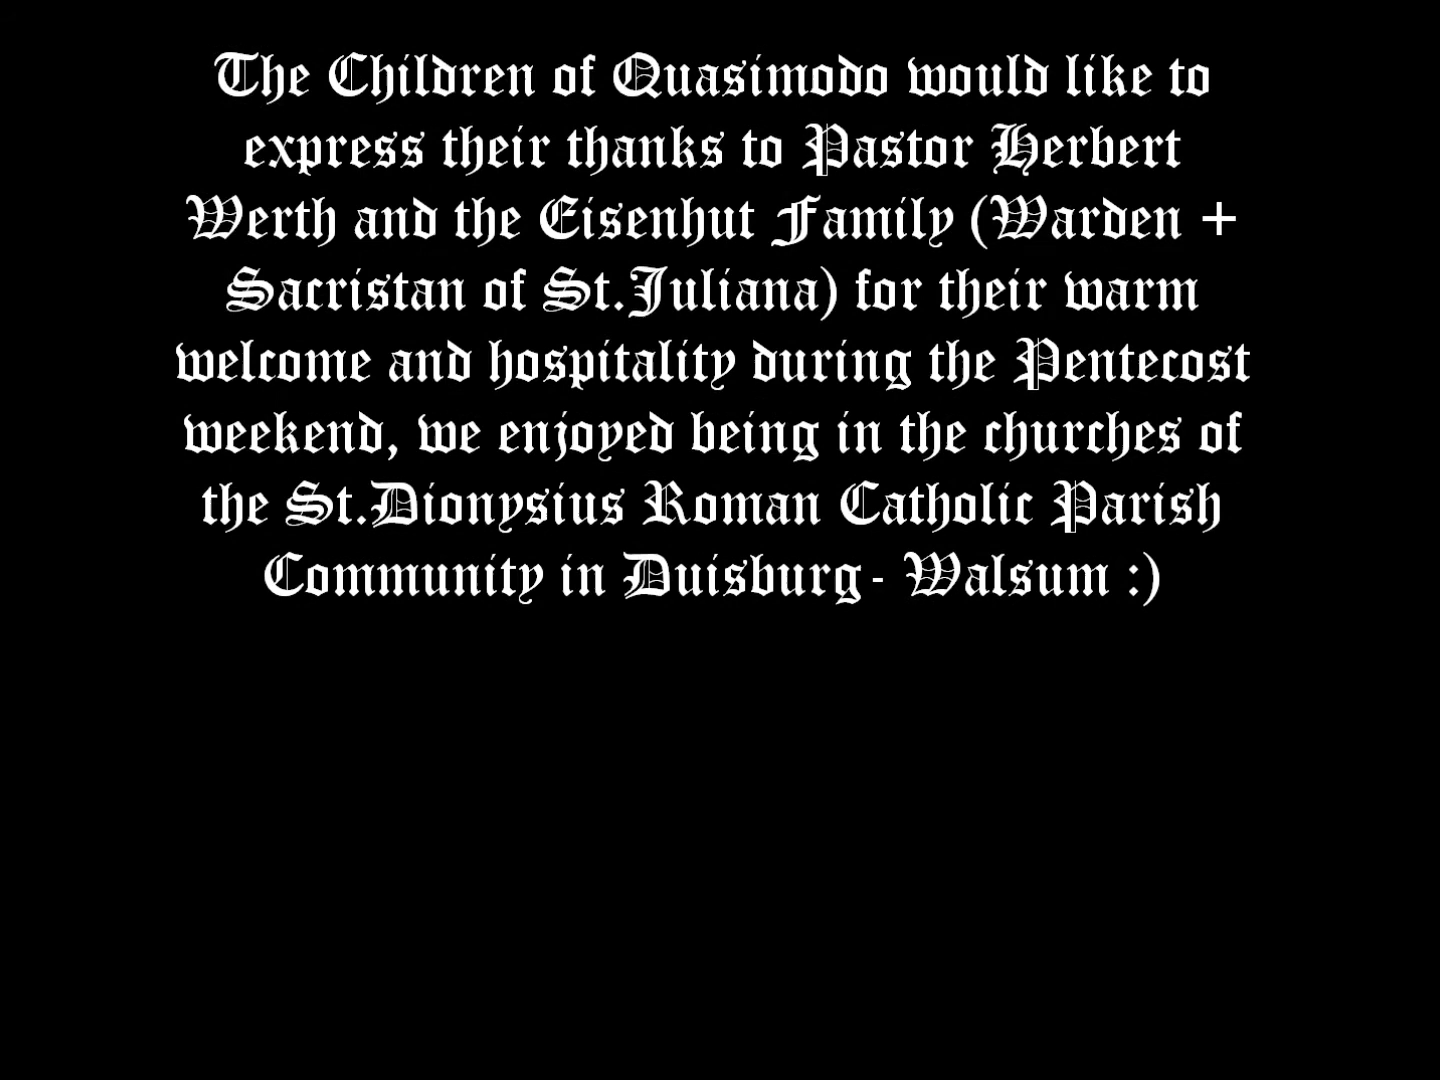 The Children of Quasimodo would like to
express their thanks to Pastor Herbert
Werth and the Eisenhut Family (Warden +
Sacristan of St.Juliana) for their warm
welcome and hospitality during the Pentecost
weekend, we enjoyed being in the churches of
the St.Dionysius Roman Catholic Parish
Community in Duisburg- Walsum :)